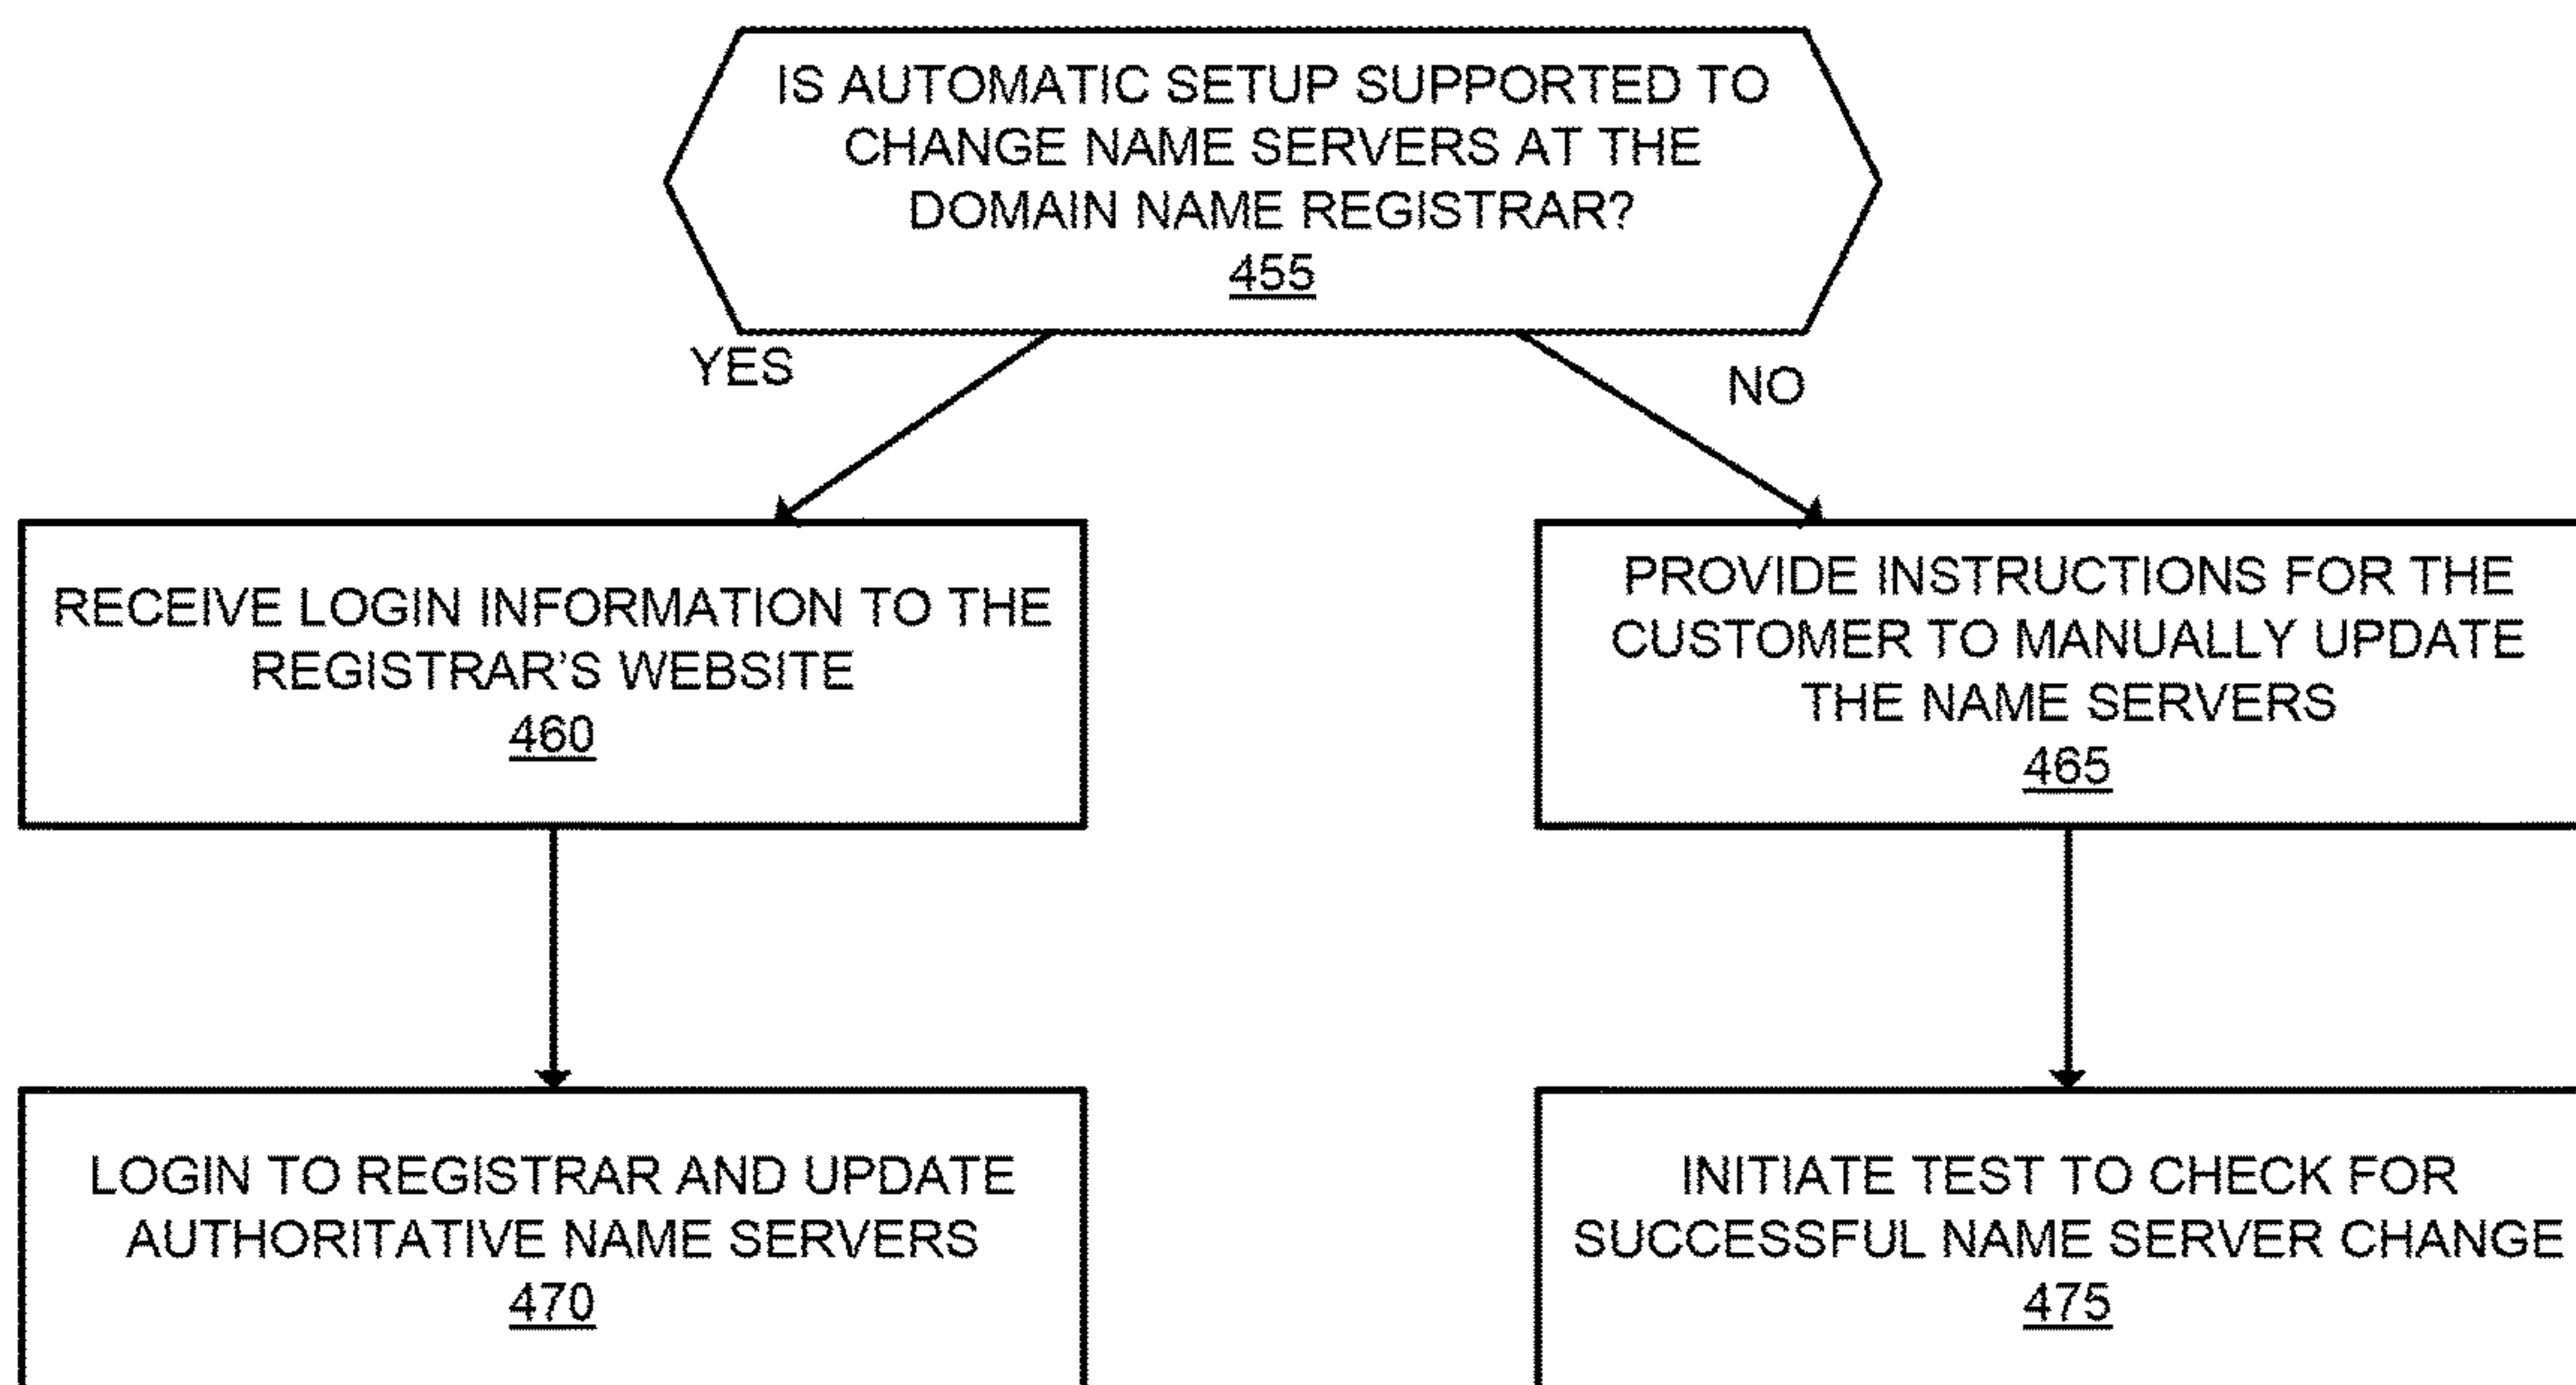 IS AUTOMATIC SETUP SUPPORTED TO
CHANGE NAME SERVERS AT THE
DOMAIN NAME REGISTRAR?
455
YES
NO
RECEIVE LOGIN INFORMATION TO THE
REGISTRAR'S WEBSITE
460
PROVIDE INSTRUCTIONS FOR THE
CUSTOMER TO MANUALLY UPDATE
THE NAME SERVERS
465
LOGIN TO REGISTRAR AND UPDATE
AUTHORITATIVE NAME SERVERS
470
INITIATE TEST TO CHECK FOR
SUCCESSFUL NAME SERVER CHANGE
475